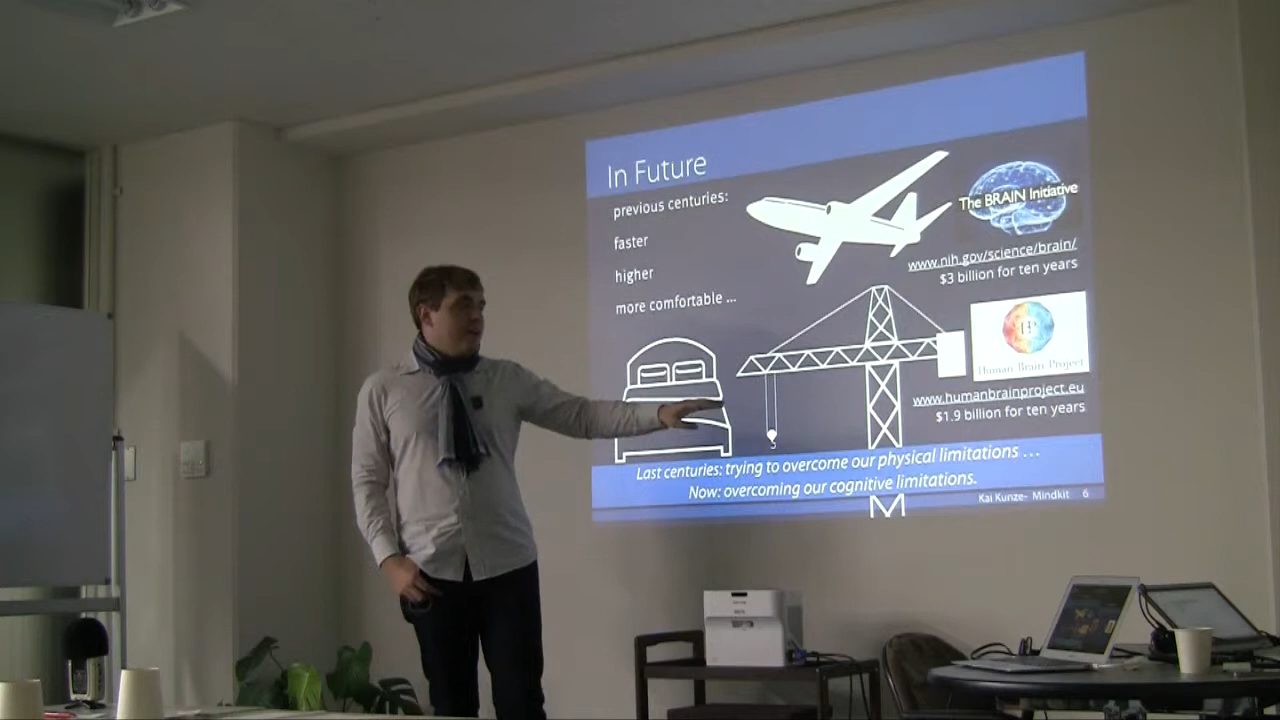 In Future
previous centuries:
faster
higher
more comfortable ...
The BRAIN Initiative
www.nih.gov/science/brain/
$3 billion for ten years
Human Brain Project
www.humanbrainproject.eu
$1.9 billion for ten years
Last centuries: trying to overcome our physical limitations ...
Now: overcoming our cognitive limitations.
Kai Kunze- Mindkit 6